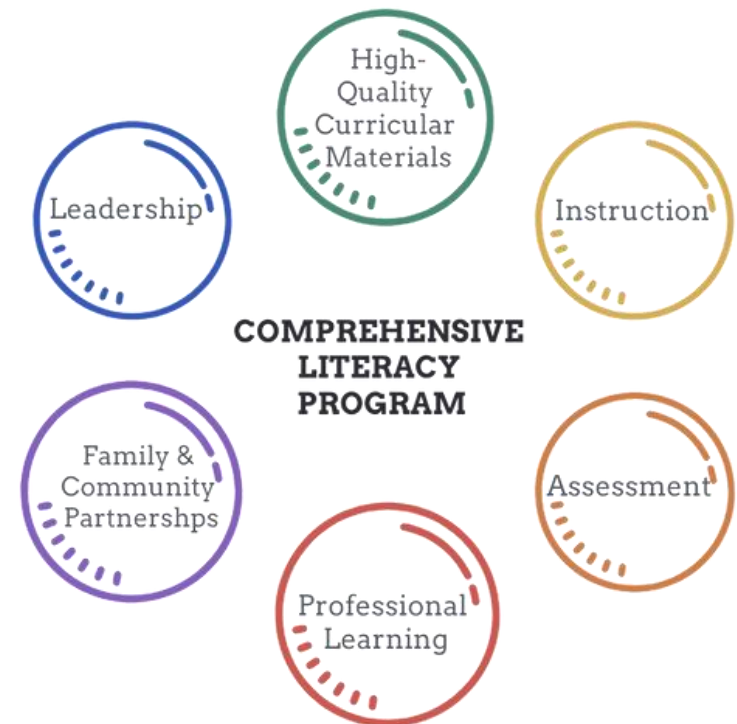 High-
Quality
Curricular
Materials
Leadership
Instruction
COMPREHENSIVE
LITERACY
PROGRAM
Family &
Community
Partnershps
Assessment
Professional
Learning